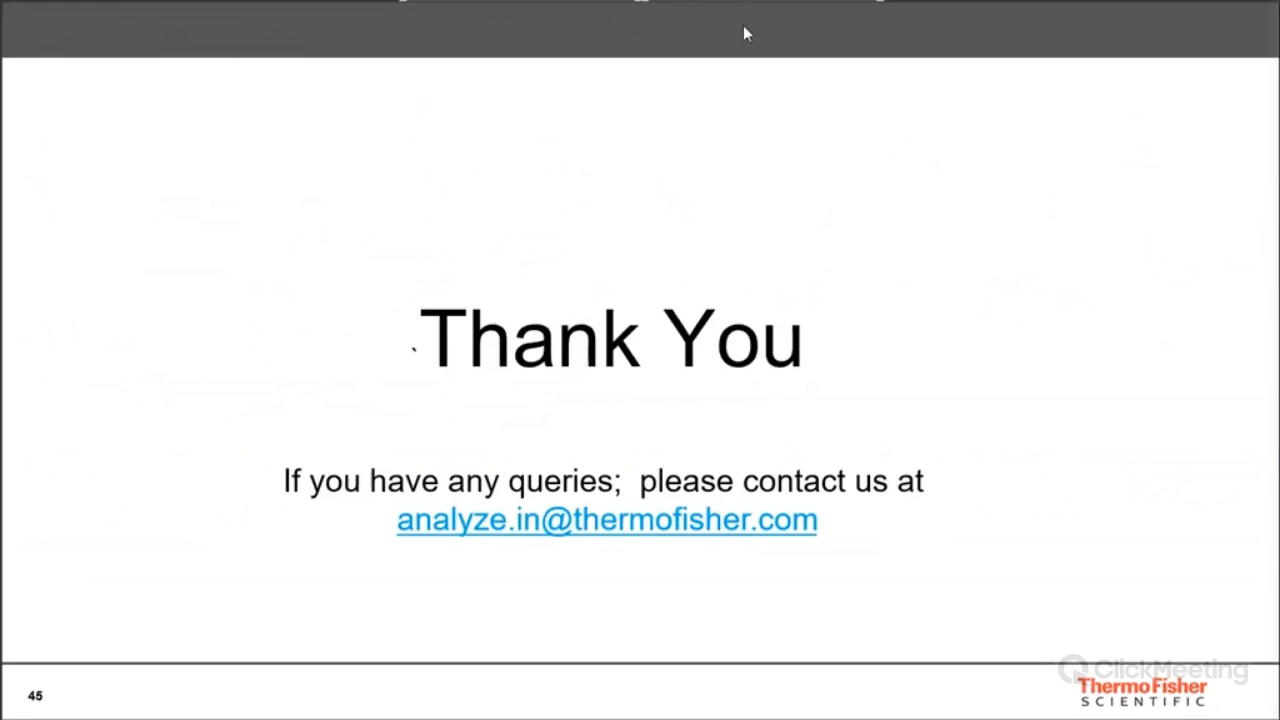 Thank You
If you have any queries;  please contact us at
analyze.in@thermofisher.com
45
ClickMeeting
ThermoFisher
SCIENTIFIC